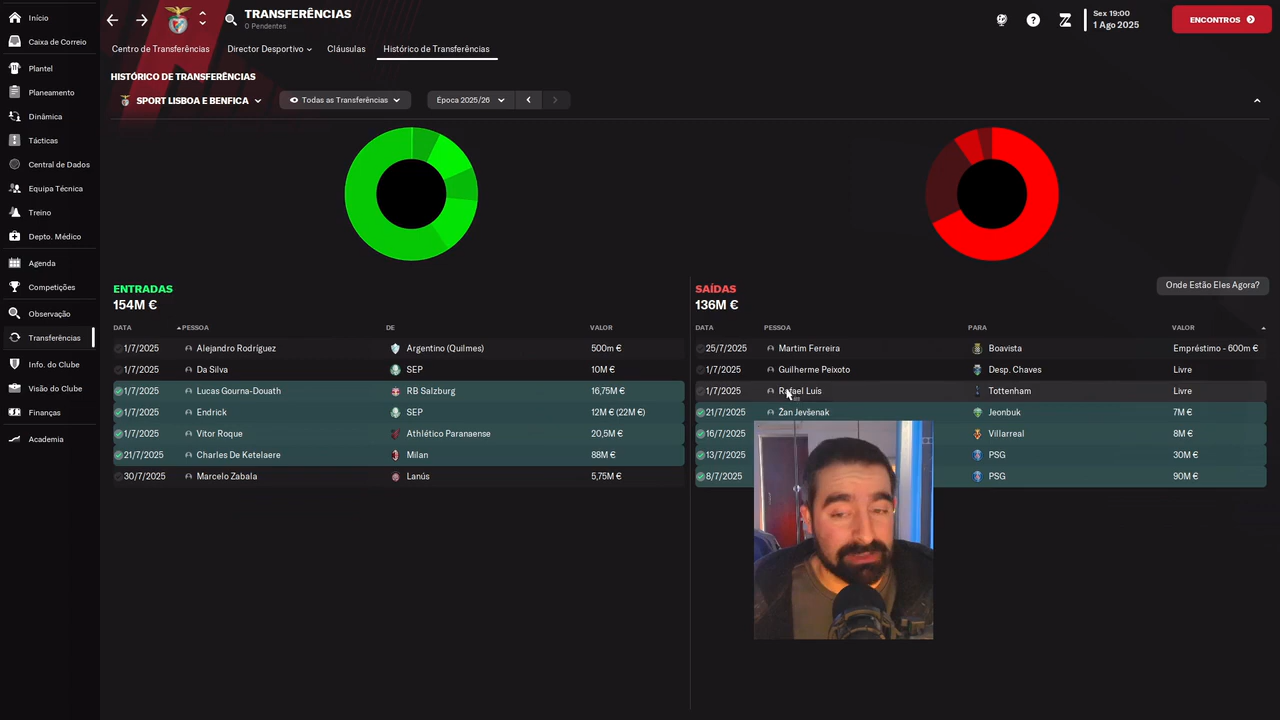 Início
Caixa de Correio
Plantel
Planeamento
Dinâmica
Tácticas
Central de Dados
Equipa Técnica
Treino
Depto. Médico
Agenda
Competições
Observação
Transferências
Info. do Clube
Visão do Clube
Finanças
Academia
TRANSFERÊNCIAS
0 Pendentes
Sex 19:00
1 Ago 2025
ENCONTROS
Centro de Transferências
Director Desportivo
Cláusulas
Histórico de Transferências
HISTÓRICO DE TRANSFERÊNCIAS
SPORT LISBOA E BENFICA
Todas as Transferências
Época 2025/26
ENTRADAS
154M €
DATA PESSOA DE VALOR
1/7/2025 Alejandro Rodríguez Argentino (Quilmes) 500m €
1/7/2025 Da Silva SEP 10M €
1/7/2025 Lucas Gourna-Douath RB Salzburg 16,75M €
1/7/2025 Endrick SEP 12M € (22M €)
1/7/2025 Vitor Roque Athlético Paranaense 20,5M €
21/7/2025 Charles De Ketelaere Milan 88M €
30/7/2025 Marcelo Zabala Lanús 5,75M €
SAÍDAS
136M €
Onde Estão Eles Agora?
DATA PESSOA PARA VALOR
25/7/2025 Martim Ferreira Boavista Empréstimo - 600m €
1/7/2025 Guilherme Peixoto Desp. Chaves Livre
1/7/2025 Rafael Luís Tottenham Livre
21/7/2025 Žan Jevšenak Jeonbuk 7M €
16/7/2025 Villarreal 8M €
13/7/2025 PSG 30M €
8/7/2025 PSG 90M €